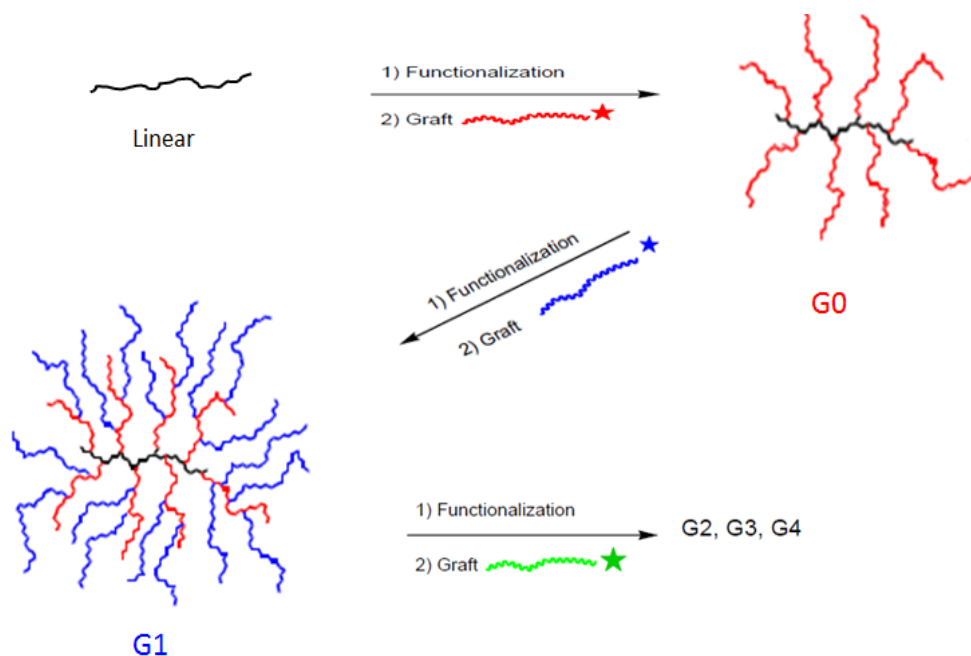 Linear
1) Functionalization
2) Graft
G0
1) Functionalization
2) Graft
G1
1) Functionalization
2) Graft
G2, G3, G4